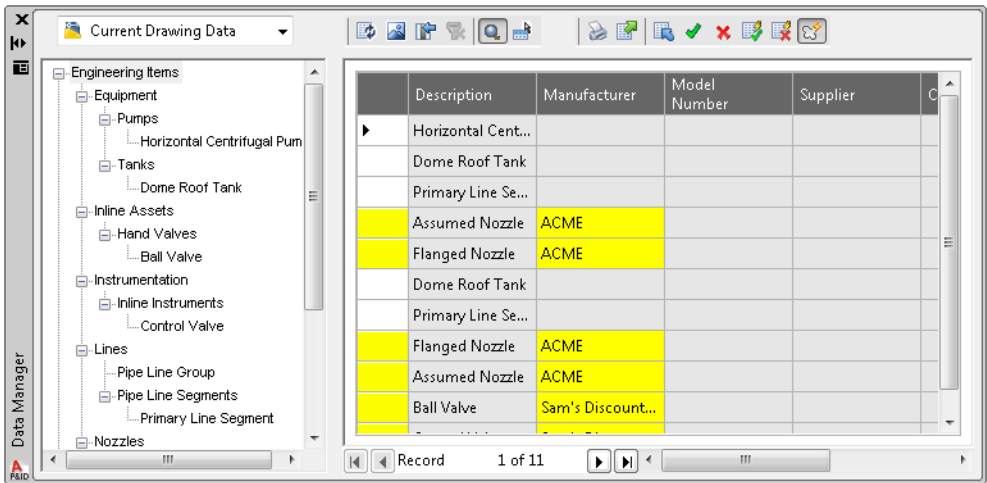 Current Drawing Data
Engineering Items
Equipment
Pumps
Horizontal Centrifugal Pum
Tanks
Dome Roof Tank
Inline Assets
Hand Valves
Ball Valve
Instrumentation
Inline Instruments
Control Valve
Lines
Pipe Line Group
Pipe Line Segments
Primary Line Segment
Nozzles
Description Manufacturer Model Number Supplier C
Horizontal Cent...
Dome Roof Tank
Primary Line Se...
Assumed Nozzle ACME
Flanged Nozzle ACME
Dome Roof Tank
Primary Line Se...
Flanged Nozzle ACME
Assumed Nozzle ACME
Ball Valve Sam's Discount...
Record 1 of 11
Data Manager
P&ID